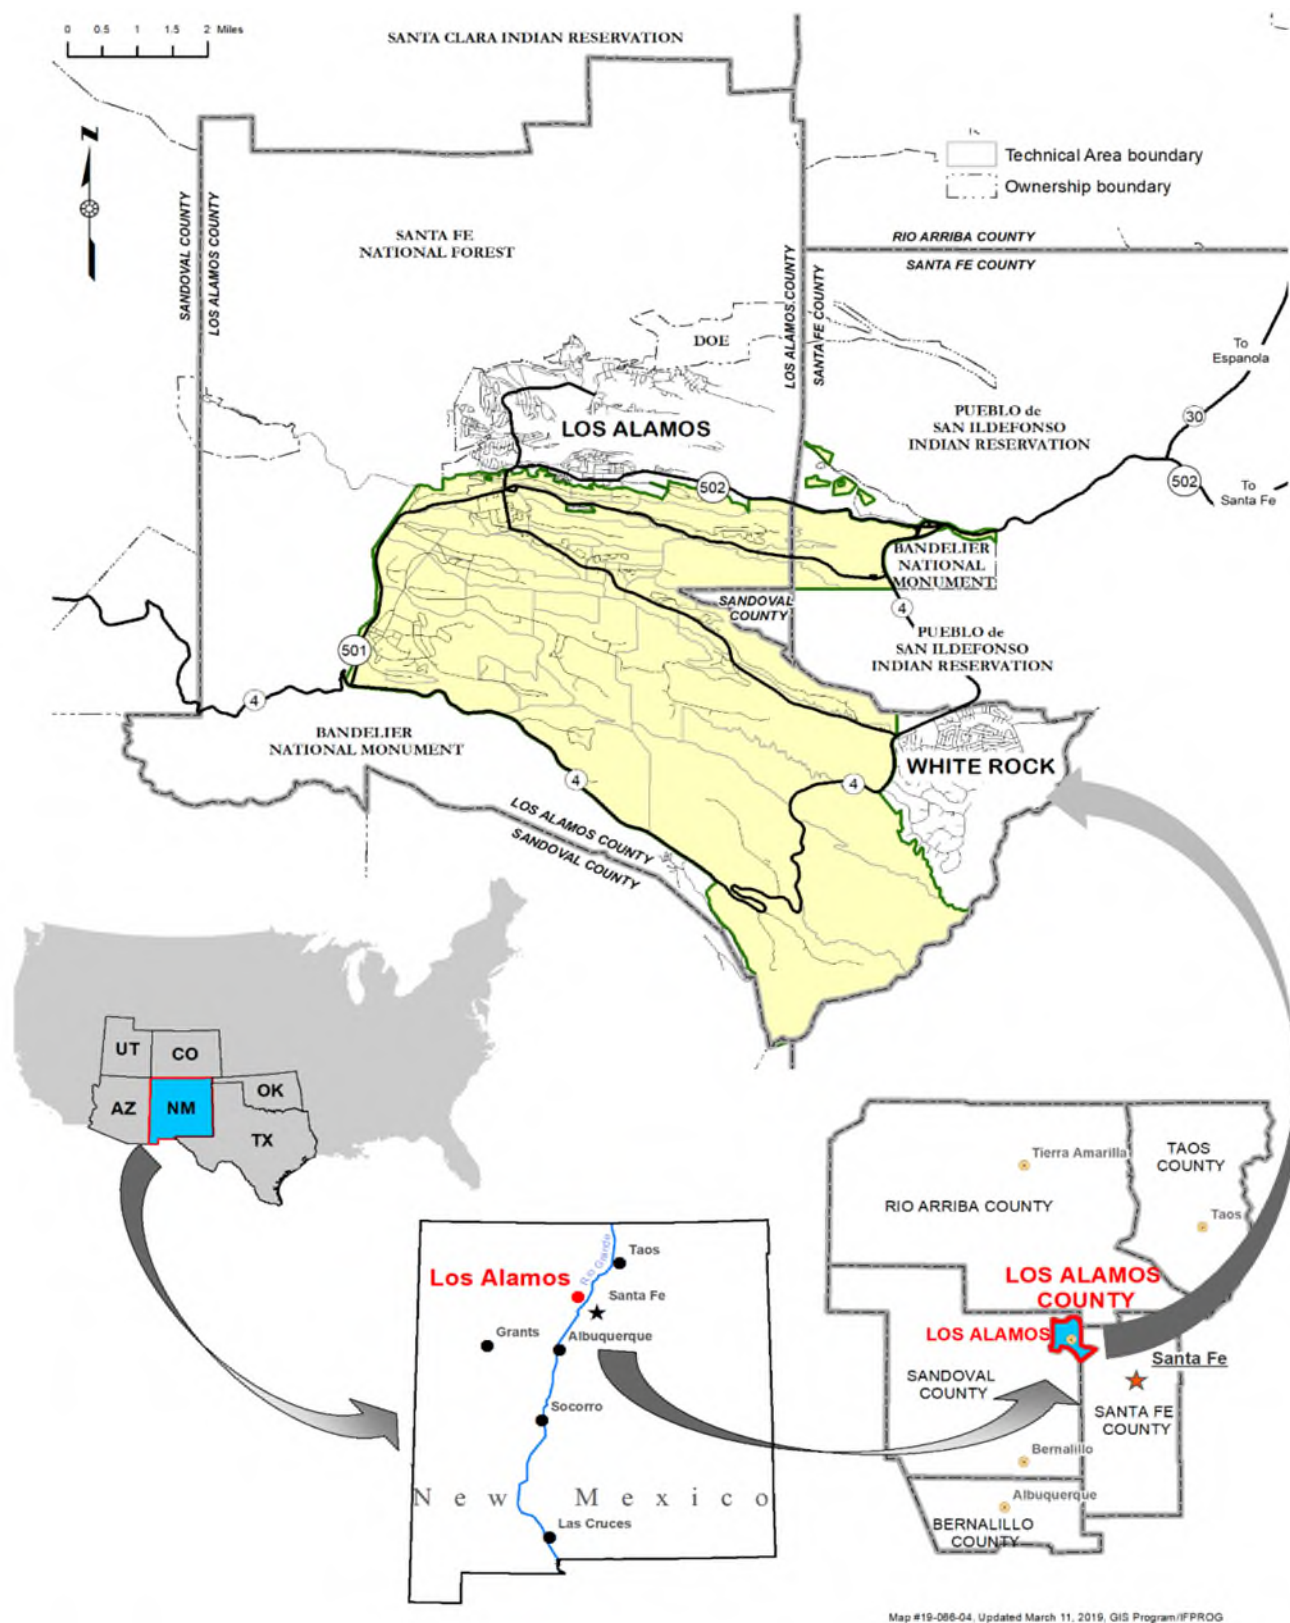 0 0.5 1 1.5 2 Miles
SANTA CLARA INDIAN RESERVATION
N
Technical Area boundary
Ownership boundary
SANDOVAL COUNTY
LOS ALAMOS COUNTY
SANTA FE
NATIONAL FOREST
RIO ARRIBA COUNTY
SANTA FE COUNTY
LOS ALAMOS COUNTY
SANTA FE COUNTY
DOE
To
Espanola
30
PUEBLO de
SAN ILDEFONSO
INDIAN RESERVATION
LOS ALAMOS
502
502
To
Santa Fe
BANDELIER
NATIONAL
MONUMENT
SANDOVAL
COUNTY
4
PUEBLO de
SAN ILDEFONSO
INDIAN RESERVATION
501
4
BANDELIER
NATIONAL MONUMENT
WHITE ROCK
4
4
LOS ALAMOS COUNTY
SANDOVAL COUNTY
UT
CO
AZ
NM
OK
TX
Tierra Amarilla
TAOS
COUNTY
RIO ARRIBA COUNTY
Taos
LOS ALAMOS
COUNTY
LOS ALAMOS
Santa Fe
SANDOVAL
COUNTY
SANTA FE
COUNTY
Bernalillo
Albuquerque
BERNALILLO
COUNTY
Rio Grande
Taos
Los Alamos
Santa Fe
Grants
Albuquerque
Socorro
New Mexico
Las Cruces
Map #19-066-04, Updated March 11, 2019, GIS Program/IFPROG